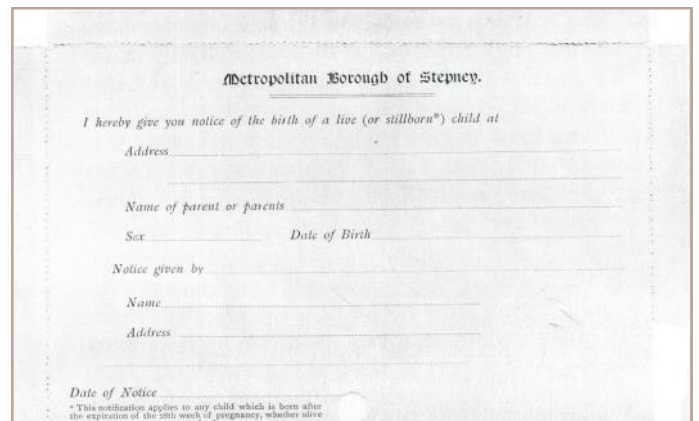 Metropolitan Borough of Stepney.
I hereby give you notice of the birth of a live (or stillborn*) child at
Address
Name of parent or parents
Sex Date of Birth
Notice given by
Name
Address
Date of Notice
* This notification applies to any child which is born after
the expiration of the 28th week of pregnancy, whether alive